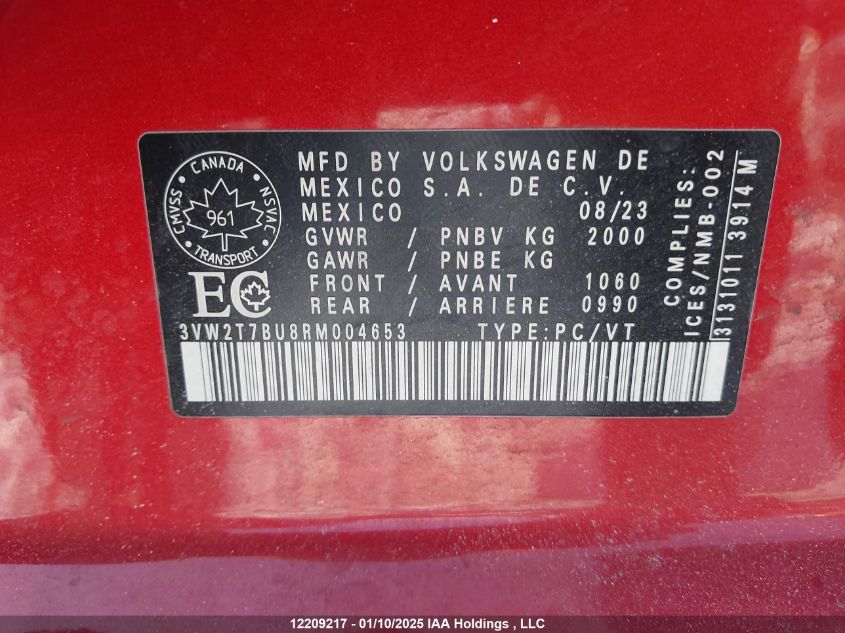 CANADA
CMVSS
NSVAC
961
TRANSPORT
EC
MFD BY VOLKSWAGEN DE
MEXICO S.A. DE C.V.
MEXICO 08/23
GVWR / PNBV KG 2000
GAWR / PNBE KG
FRONT / AVANT 1060
REAR / ARRIERE 0990
3VW2T7BU8RM004653 TYPE:PC/VT
COMPLIES:
ICES/NMB-002
3131011 39.14 M
12209217 - 01/10/2025 IAA Holdings , LLC